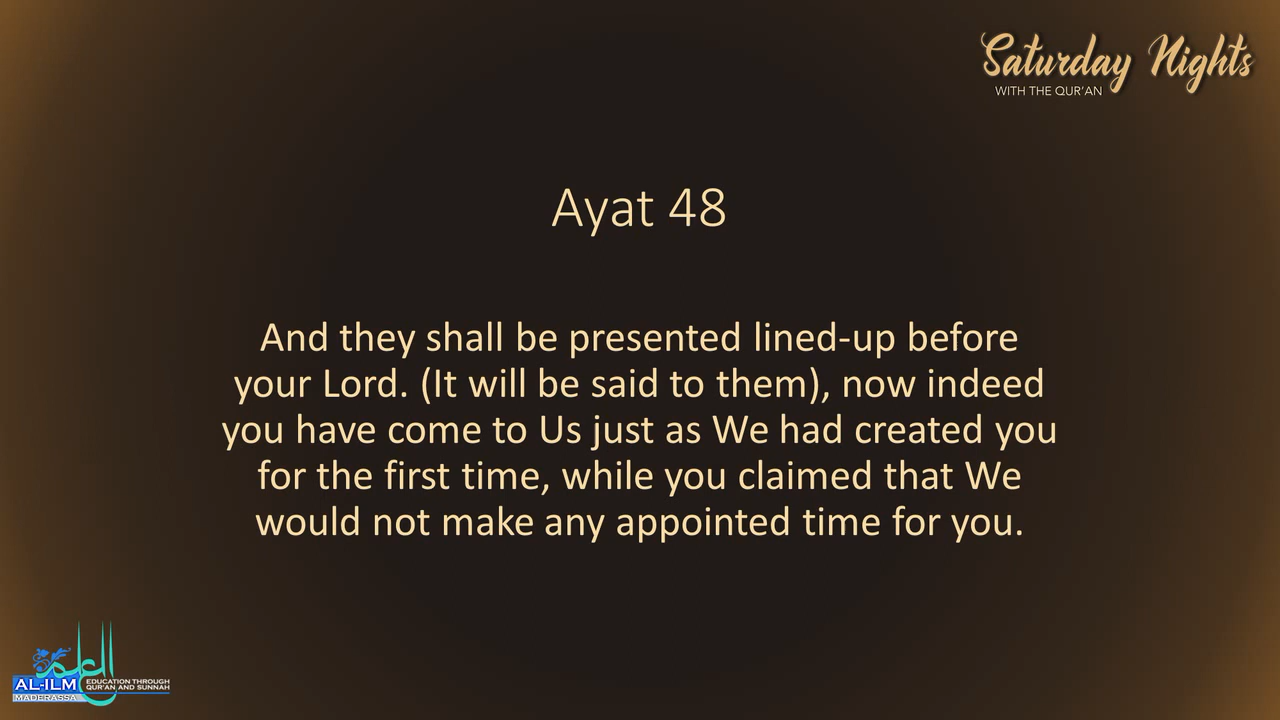 Saturday Nights
WITH THE QUR'AN
Ayat 48
And they shall be presented lined-up before
your Lord. (It will be said to them), now indeed
you have come to Us just as We had created you
for the first time, while you claimed that We
would not make any appointed time for you.
العلم
AL-ILM
MADERASSA
EDUCATION THROUGH
QUR'AN AND SUNNAH